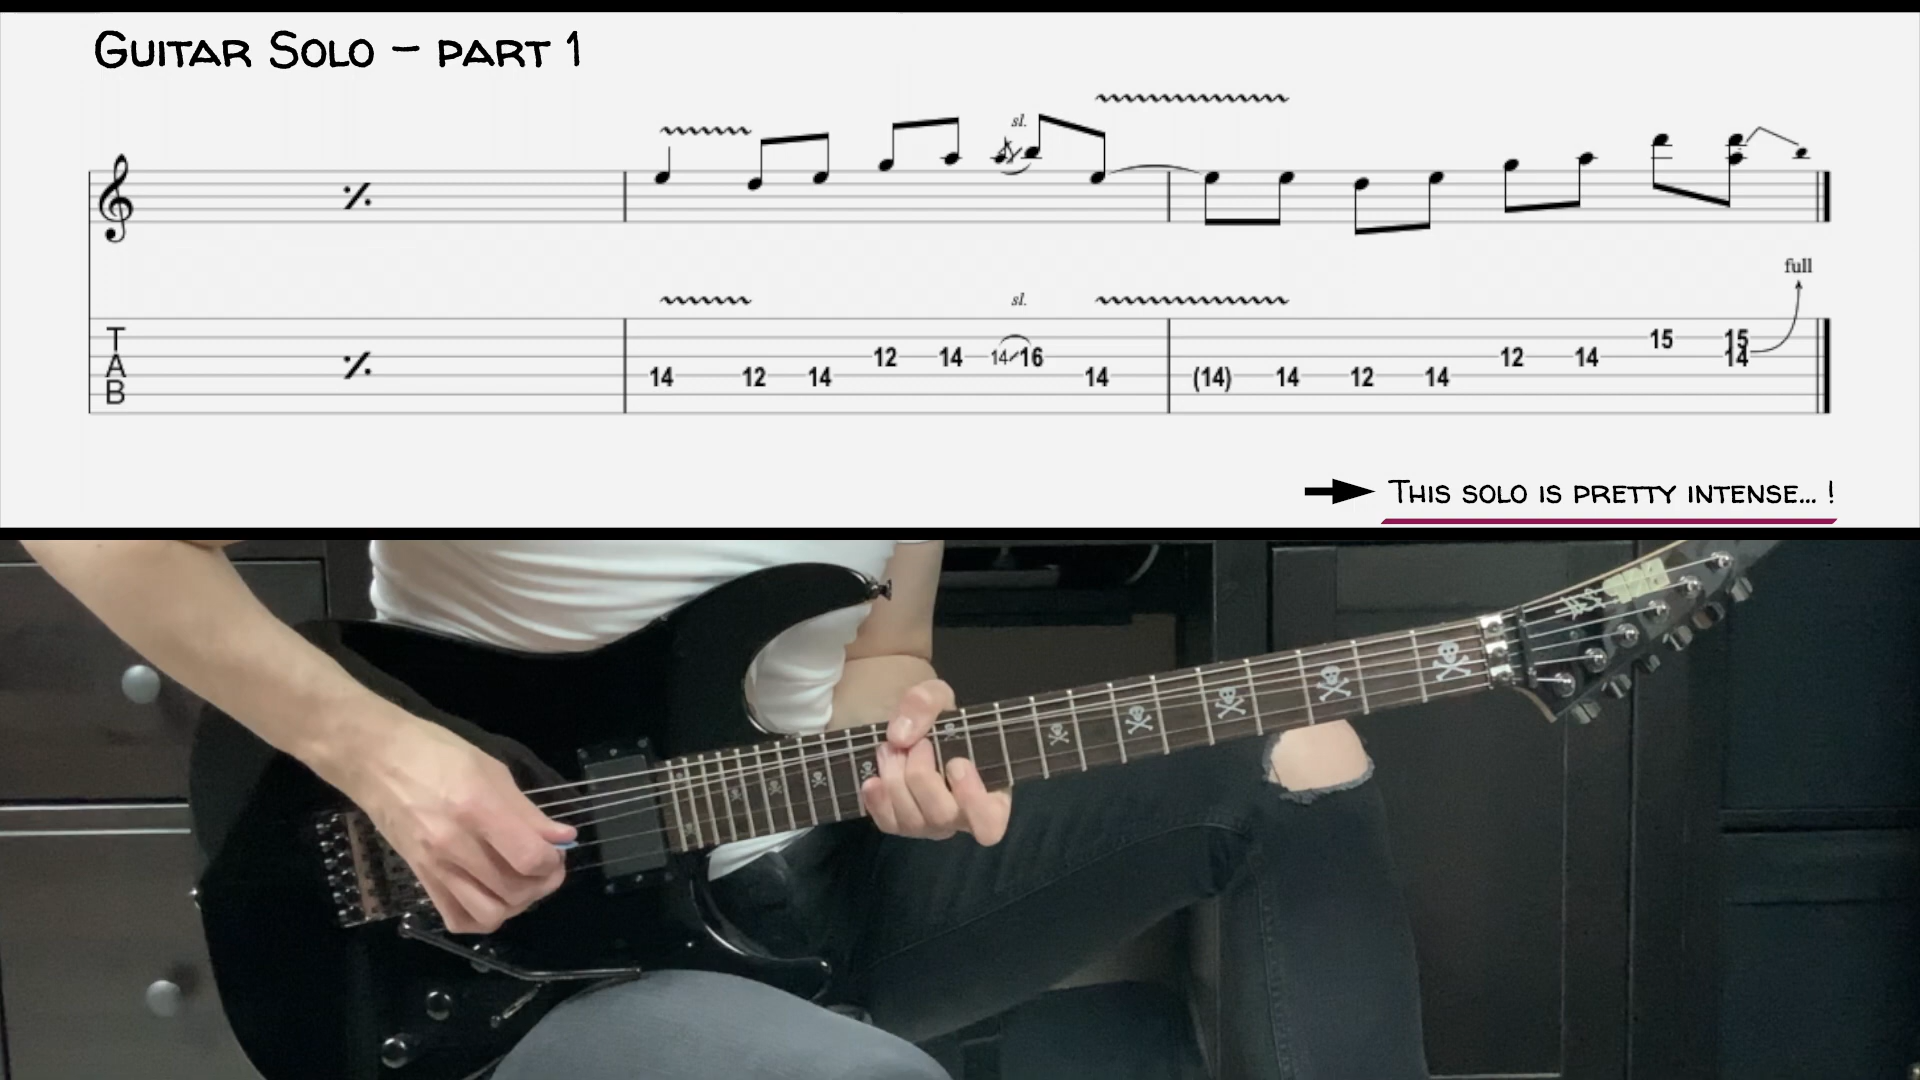 Guitar Solo – part 1
sl.
full
sl.
T
A
B
14 12 14 12 14 14 16 14 (14) 14 12 14 12 14 15 15
14
This solo is pretty intense... !